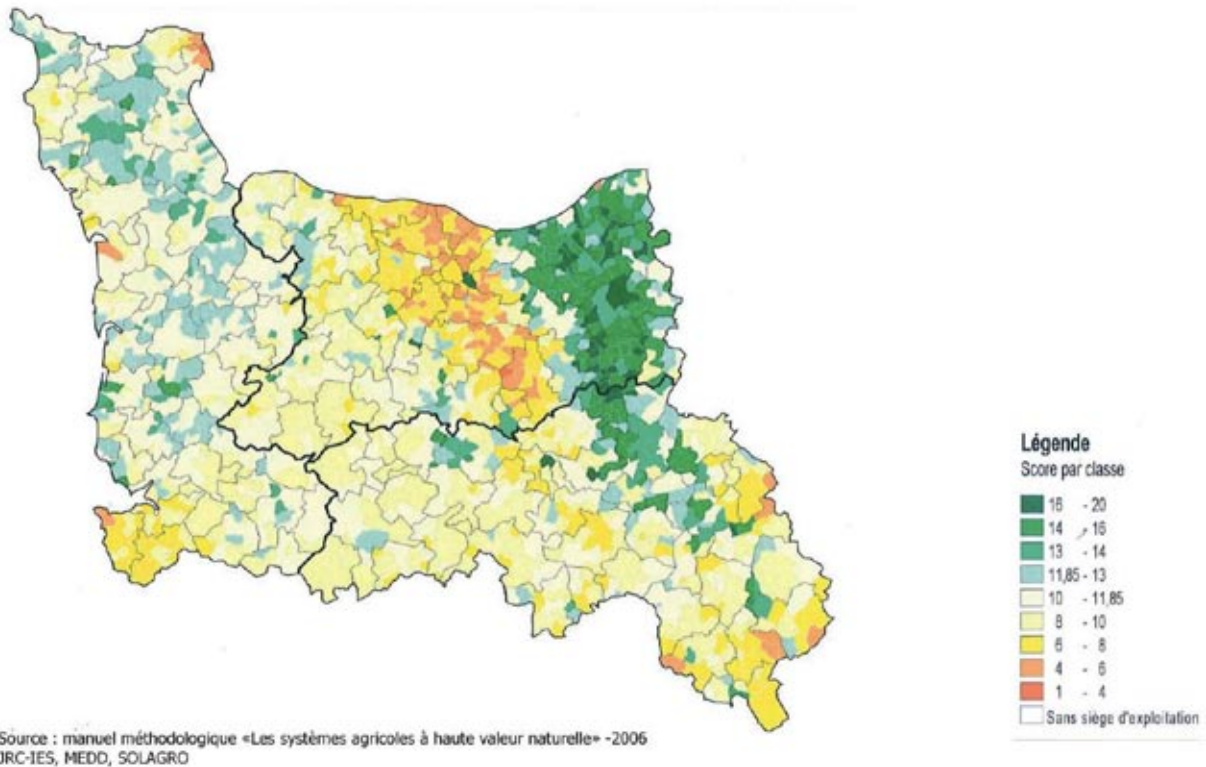 Légende
Score par classe
16 - 20
14 - 16
13 - 14
11,85 - 13
10 - 11,85
8 - 10
6 - 8
4 - 6
1 - 4
Sans siège d'exploitation
Source : manuel méthodologique «Les systèmes agricoles à haute valeur naturelle» -2006
JRC-IES, MEDD, SOLAGRO